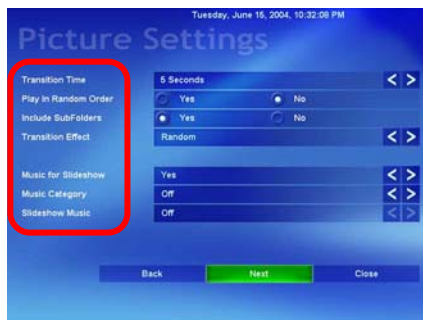 Tuesday, June 15, 2004, 10:32:08 PM
Picture Settings
Transition Time 5 Seconds < >
Play In Random Order Yes No
Include SubFolders Yes No
Transition Effect Random < >
Music for Slideshow Yes < >
Music Category Off < >
Slideshow Music Off < >
Back Next Close